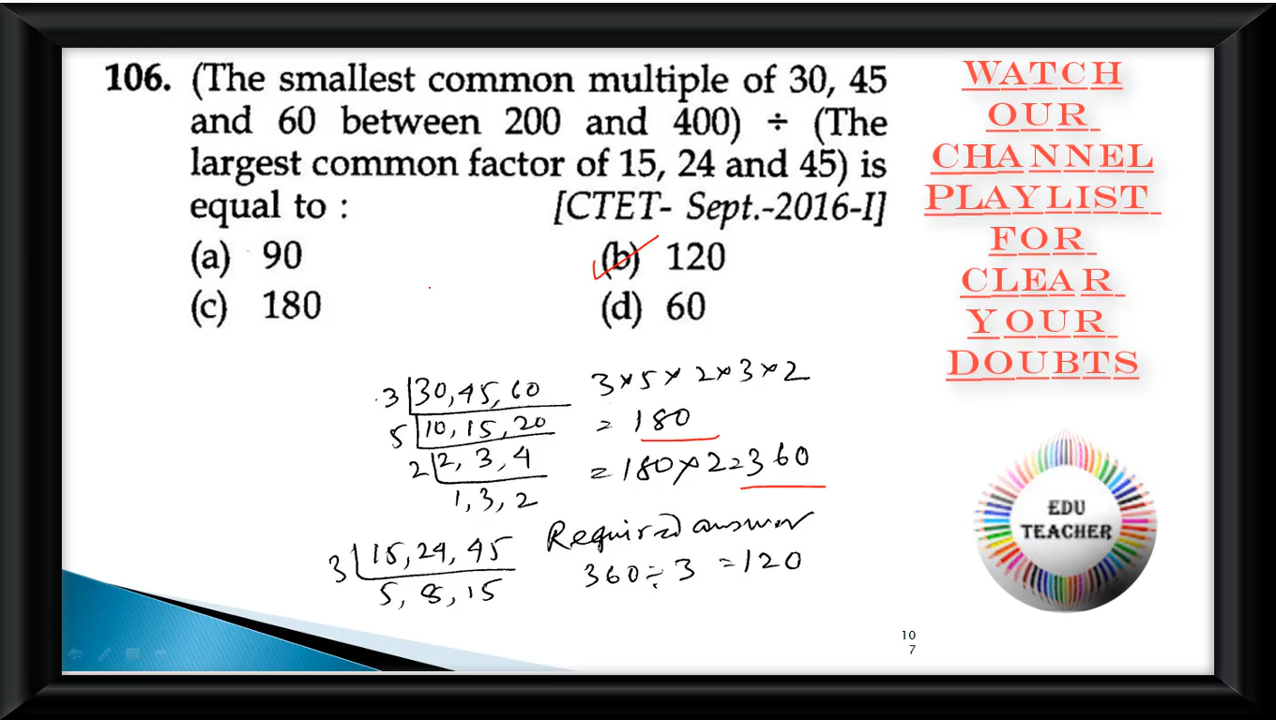 106. (The smallest common multiple of 30, 45
and 60 between 200 and 400) ÷ (The
largest common factor of 15, 24 and 45) is
equal to : [CTET- Sept.-2016-I]
(a) 90 (b) 120
(c) 180 (d) 60
3 30, 45, 60
5 10, 15, 20
2 2, 3, 4
1, 3, 2
3 × 5 × 2 × 3 × 2
= 180
= 180 × 2 = 360
3 15, 24, 45
5, 8, 15
Required answer
360 ÷ 3 = 120
WATCH
OUR
CHANNEL
PLAYLIST
FOR
CLEAR
YOUR
DOUBTS
EDU
TEACHER
10
7